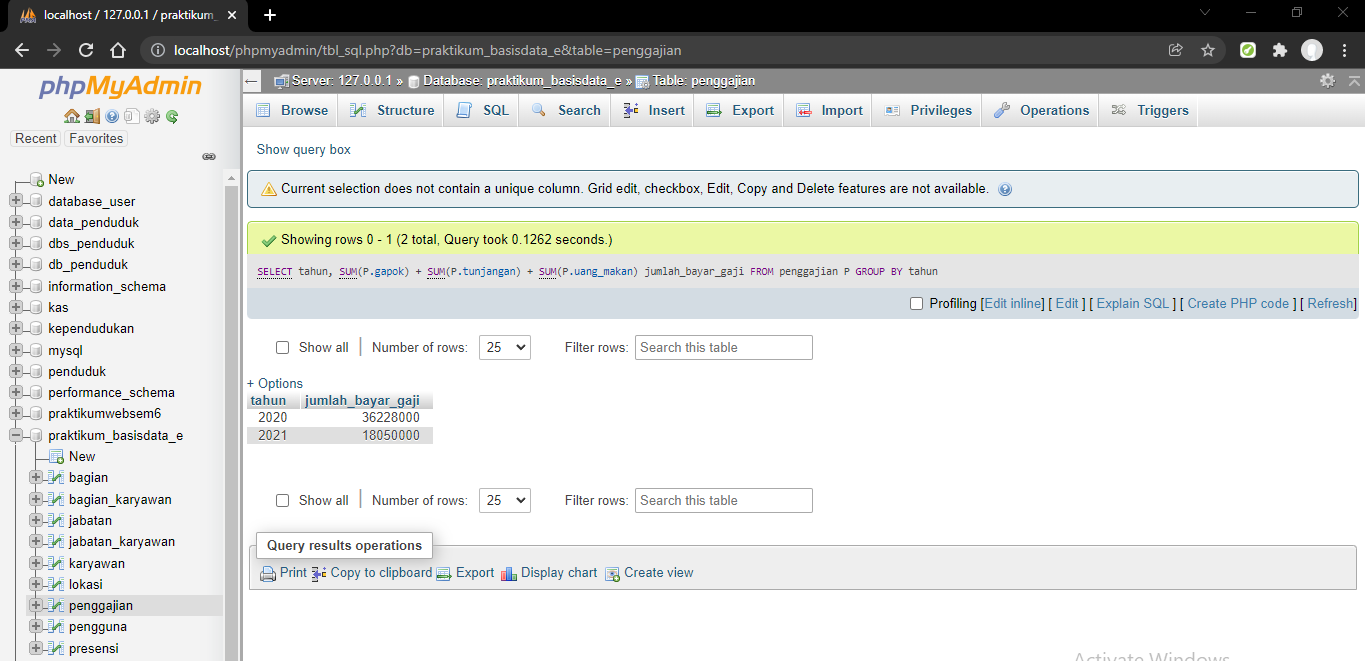 localhost / 127.0.0.1 / praktikum_
localhost/phpmyadmin/tbl_sql.php?db=praktikum_basisdata_e&table=penggajian
phpMyAdmin
Recent Favorites
New
database_user
data_penduduk
dbs_penduduk
db_penduduk
information_schema
kas
kependudukan
mysql
penduduk
performance_schema
praktikumwebsem6
praktikum_basisdata_e
New
bagian
bagian_karyawan
jabatan
jabatan_karyawan
karyawan
lokasi
penggajian
pengguna
presensi
Server: 127.0.0.1 » Database: praktikum_basisdata_e » Table: penggajian
Browse Structure SQL Search Insert Export Import Privileges Operations Triggers
Show query box
Current selection does not contain a unique column. Grid edit, checkbox, Edit, Copy and Delete features are not available.
Showing rows 0 - 1 (2 total, Query took 0.1262 seconds.)
SELECT tahun, SUM(P.gapok) + SUM(P.tunjangan) + SUM(P.uang_makan) jumlah_bayar_gaji FROM penggajian P GROUP BY tahun
Profiling [Edit inline] [ Edit ] [ Explain SQL ] [ Create PHP code ] [ Refresh]
Show all | Number of rows: 25 Filter rows: Search this table
+ Options
tahun jumlah_bayar_gaji
2020 36228000
2021 18050000
Show all | Number of rows: 25 Filter rows: Search this table
Query results operations
Print Copy to clipboard Export Display chart Create view
Activate Windows